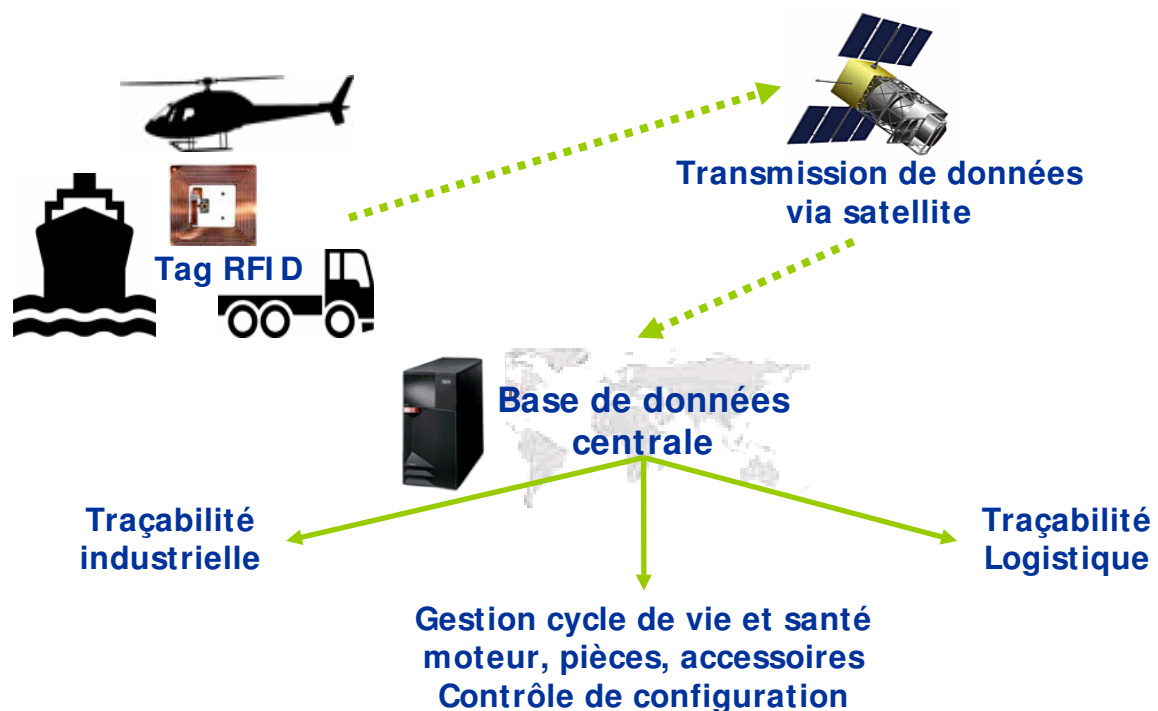 Transmission de données
via satellite
Tag RFID
Base de données
centrale
Traçabilité
industrielle
Traçabilité
Logistique
Gestion cycle de vie et santé
moteur, pièces, accessoires
Contrôle de configuration